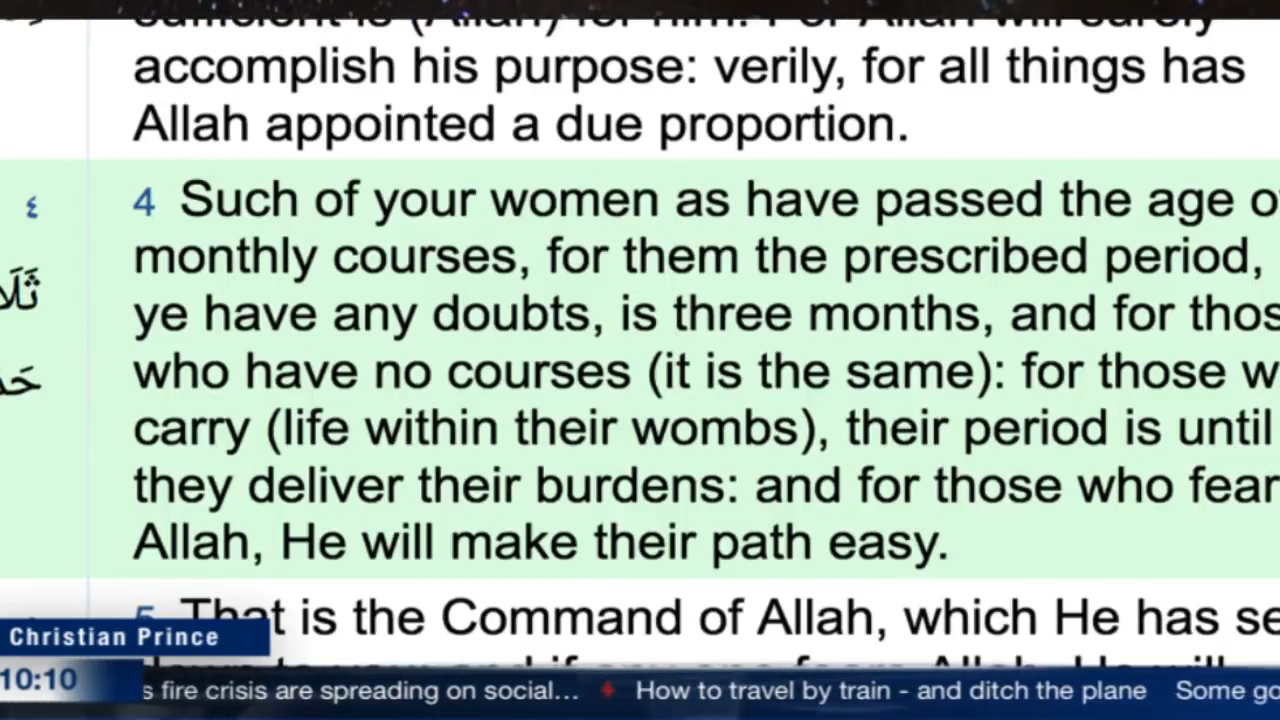 accomplish his purpose: verily, for all things has
Allah appointed a due proportion.
٤
4 Such of your women as have passed the age
monthly courses, for them the prescribed period,
ye have any doubts, is three months, and for
who have no courses (it is the same): for those
carry (life within their wombs), their period is until
they deliver their burdens: and for those who fear
Allah, He will make their path easy.
5 That is the Command of Allah, which He has
Christian Prince
10:10
fire crisis are spreading on social... ♦ How to travel by train - and ditch the plane Some